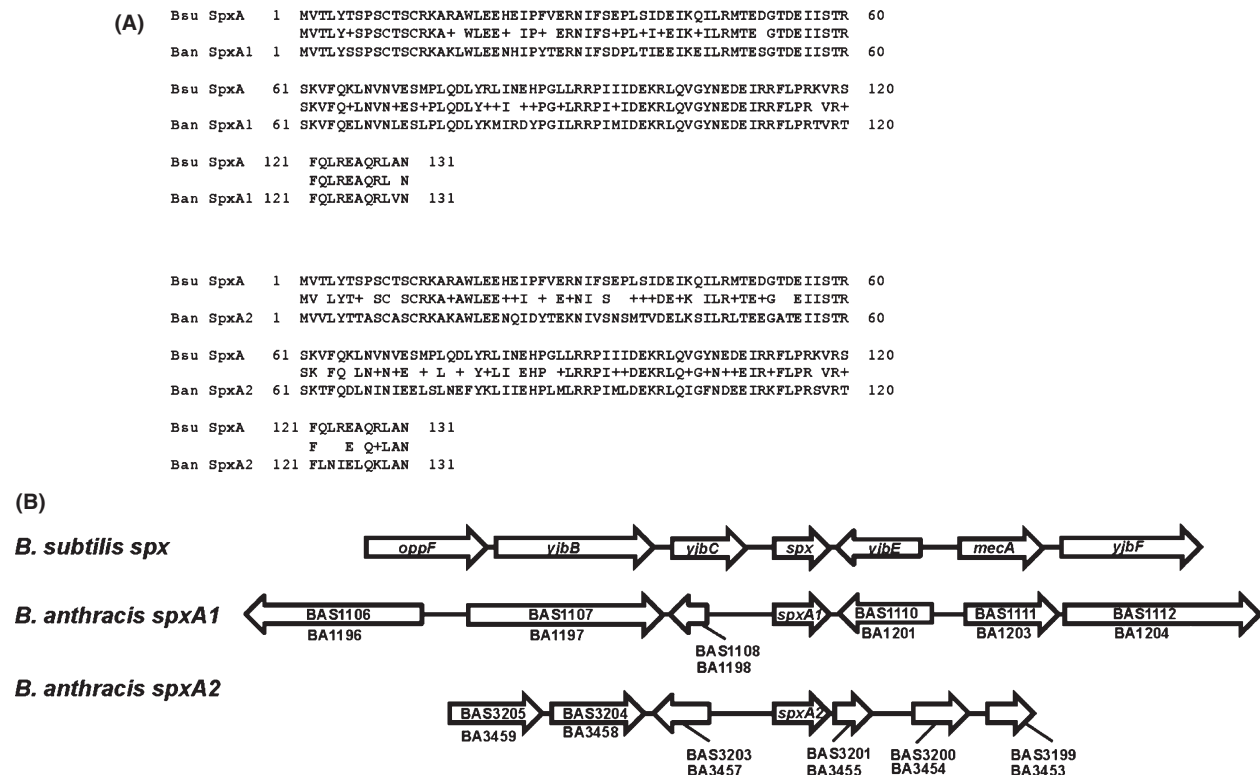 (A)
Bsu SpxA 1 MVTLYTSPSCTSCRKARAWLEEHEIPFVERNIFSEPLSIDEIKQILRMTEDGTDEIISTR 60
MVTLY+SPSCTSCRKA+ WLEE+ IP+ ERNIFS+PL+I+EIK+ILRMTE GTDEIISTR
Ban SpxA1 1 MVTLYSSPSCTSCRKAKLWLEENHIPYTERNIFSDPLTIEEIKEILRMTESGTDEIISTR 60
Bsu SpxA 61 SKVFQKLNVNVESMPLQDLYRLINEHPGLLRRPIIIDEKRLQVGYNEDEIRRFLPRKVRS 120
SKVFQ+LNVN+ES+PLQDLY++I ++PG+LRRPI+IDEKRLQVGYNEDEIRRFLPR VR+
Ban SpxA1 61 SKVFQELNVNLESLPLQDLYKMIRDYPGILRRPIMIDEKRLQVGYNEDEIRRFLPRTVRT 120
Bsu SpxA 121 FQLREAQRLAN 131
FQLREAQRL N
Ban SpxA1 121 FQLREAQRLVN 131
Bsu SpxA 1 MVTLYTSPSCTSCRKARAWLEEHEIPFVERNIFSEPLSIDEIKQILRMTEDGTDEIISTR 60
MV LYT+ SC SCRKA+AWLEE++I + E+NI S +++DE+K ILR+TE+G EIISTR
Ban SpxA2 1 MVVLYTTASCASCRKAKAWLEENQIDYTEKNIVSNSMTVDELKSILRLTEEGATEIISTR 60
Bsu SpxA 61 SKVFQKLNVNVESMPLQDLYRLINEHPGLLRRPIIIDEKRLQVGYNEDEIRRFLPRKVRS 120
SK FQ LN+N+E + L + Y+LI EHP +LRRPI++DEKRLQ+G+N++EIR+FLPR VR+
Ban SpxA2 61 SKTFQDLNINIEELSLNEFYKLIIEHPLMLRRPIMLDEKRLQIGFNDEEIRKFLPRSVRT 120
Bsu SpxA 121 FQLREAQRLAN 131
F E Q+LAN
Ban SpxA2 121 FLNIELQKLAN 131
(B)
B. subtilis spx
oppF yjbB yjbC spx yjbE mecA yjbF
B. anthracis spxA1
BAS1106 BAS1107 spxA1 BAS1110 BAS1111 BAS1112
BA1196 BA1197 BA1201 BA1203 BA1204
BAS1108
BA1198
B. anthracis spxA2
BAS3205 BAS3204 spxA2
BA3459 BA3458
BAS3203 BAS3201 BAS3200 BAS3199
BA3457 BA3455 BA3454 BA3453